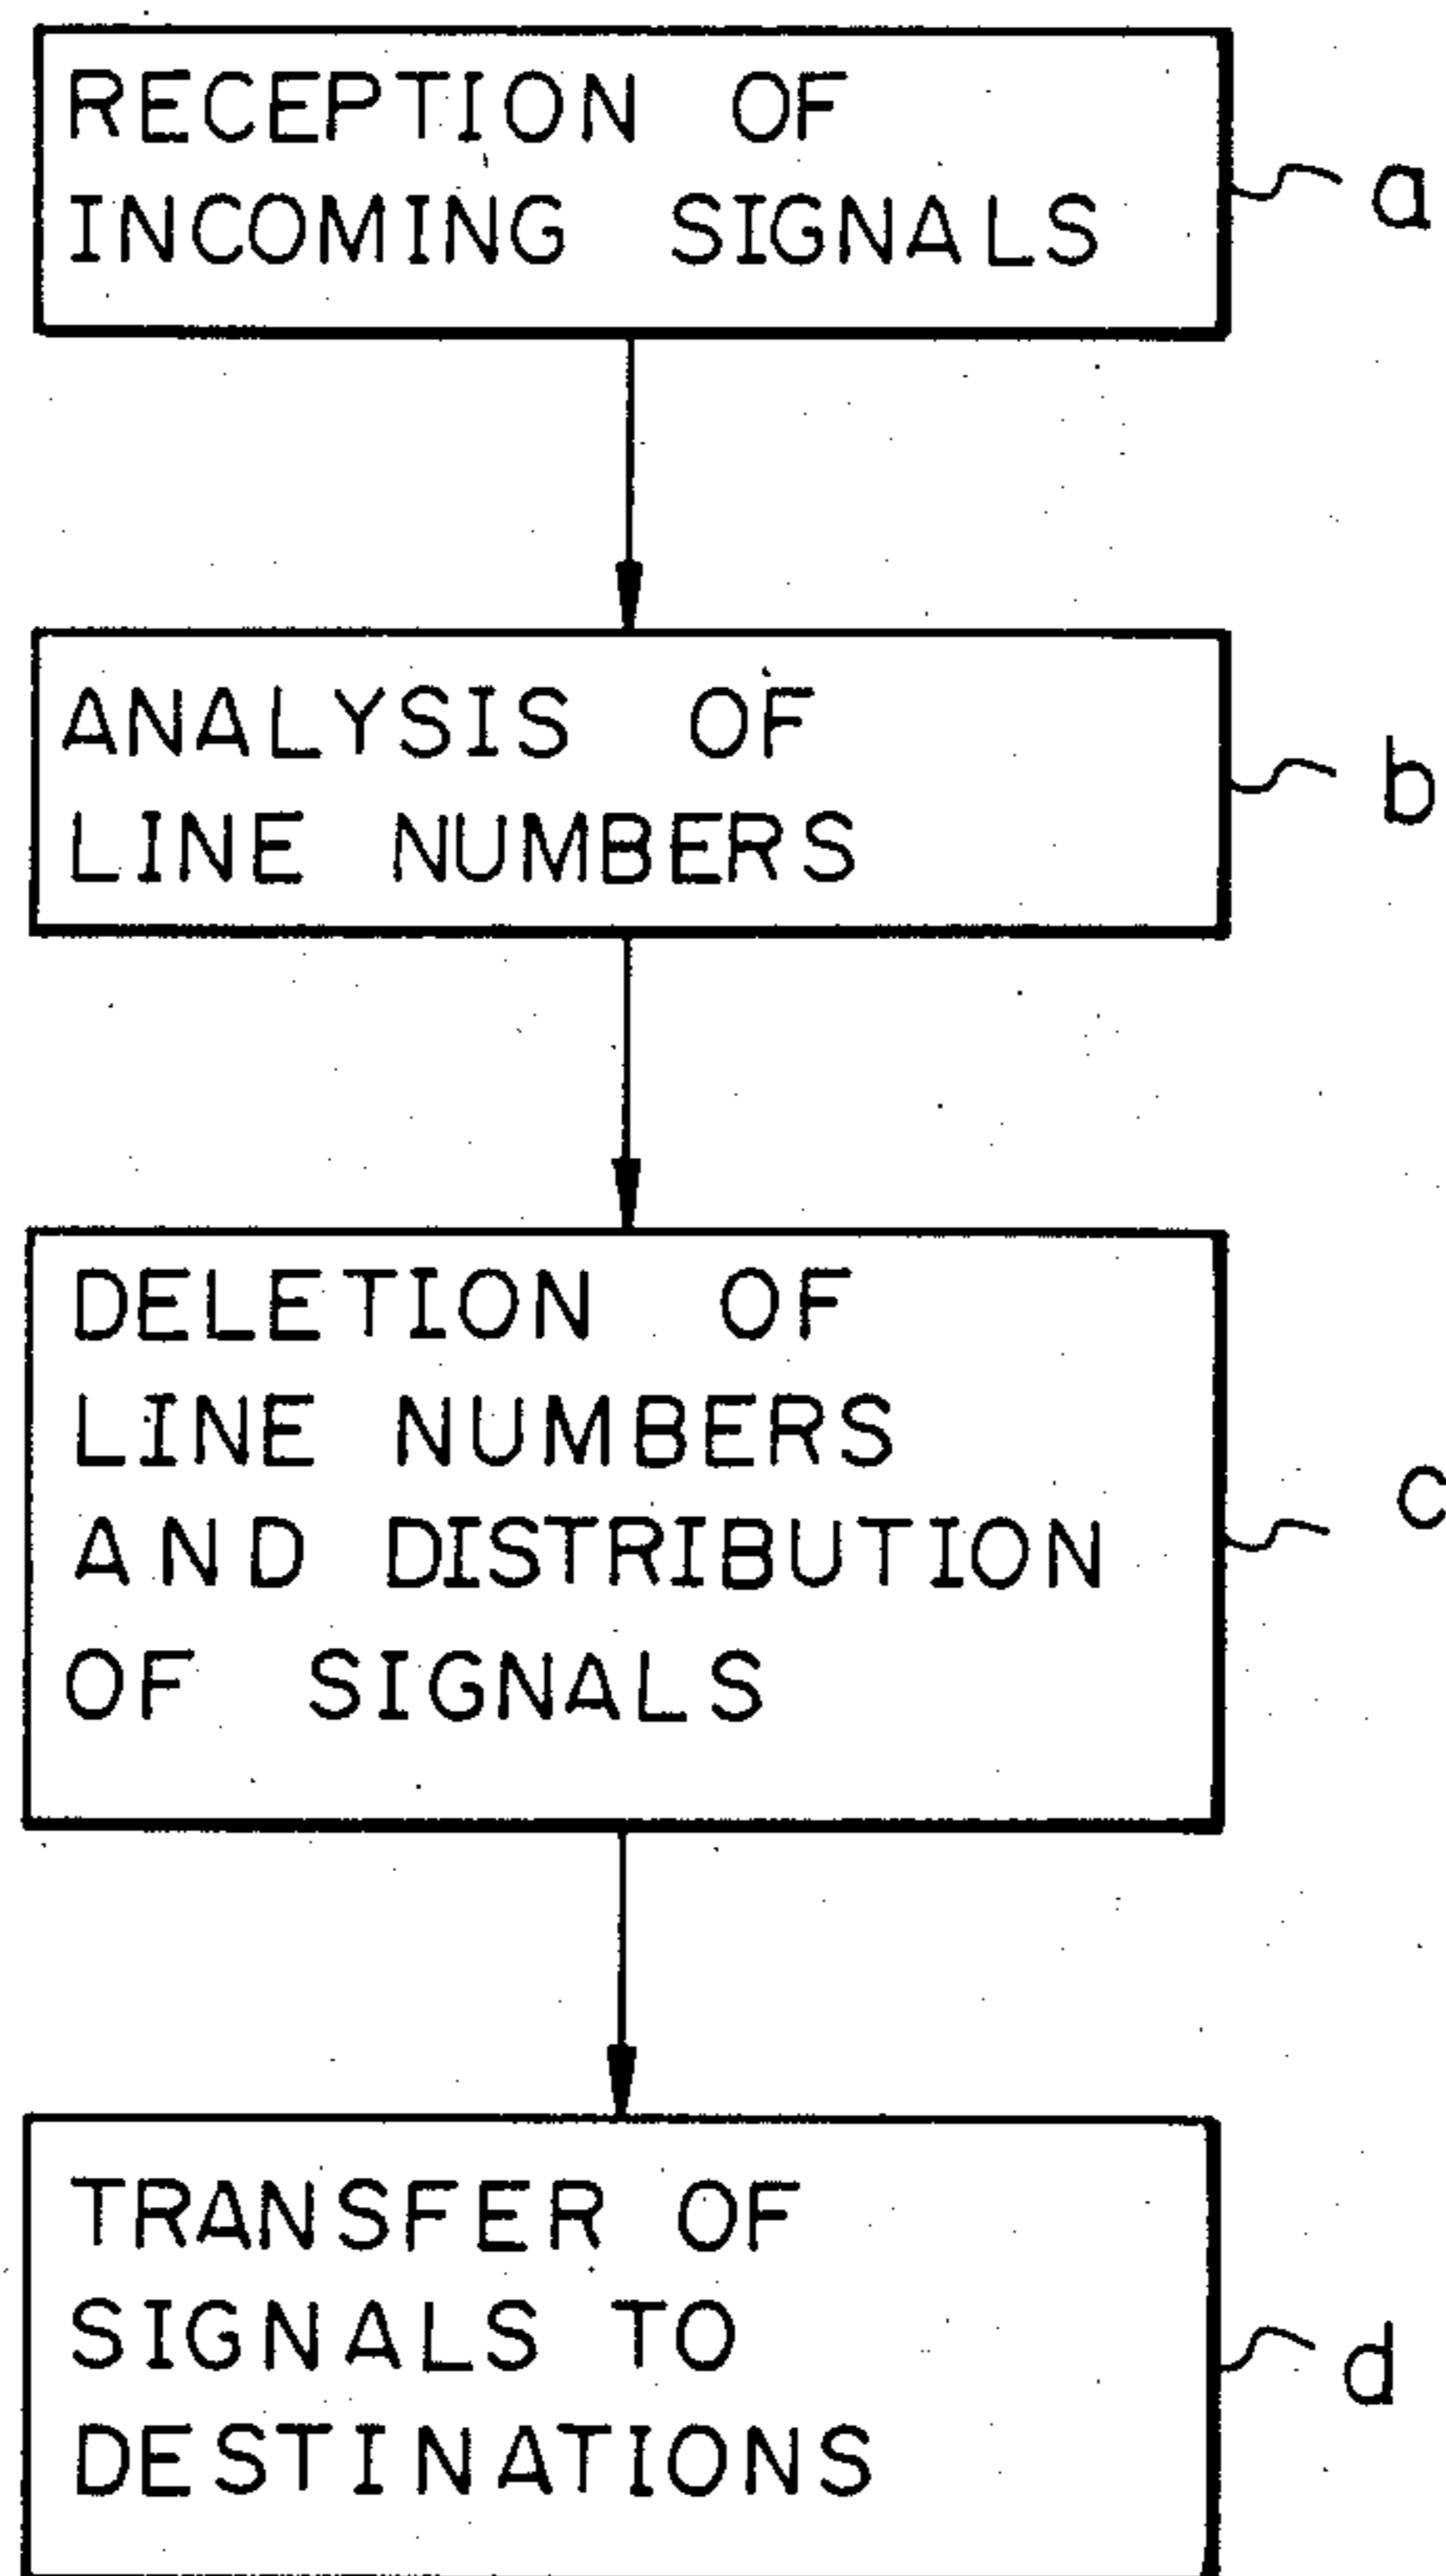 RECEPTION OF
INCOMING SIGNALS
a
ANALYSIS OF
LINE NUMBERS
b
DELETION OF
LINE NUMBERS
AND DISTRIBUTION
OF SIGNALS
c
TRANSFER OF
SIGNALS TO
DESTINATIONS
d